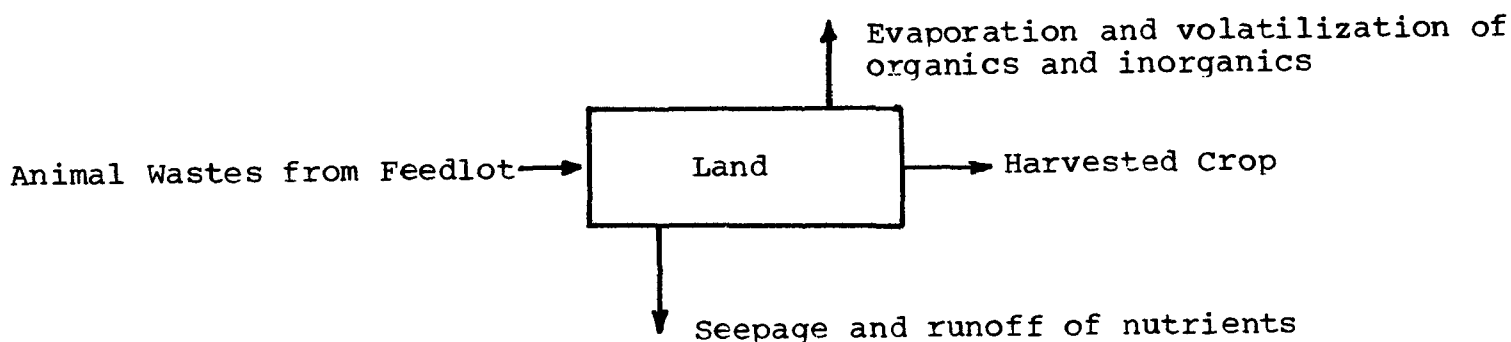 Evaporation and volatilization of
organics and inorganics
Animal Wastes from Feedlot
Land
Harvested Crop
Seepage and runoff of nutrients